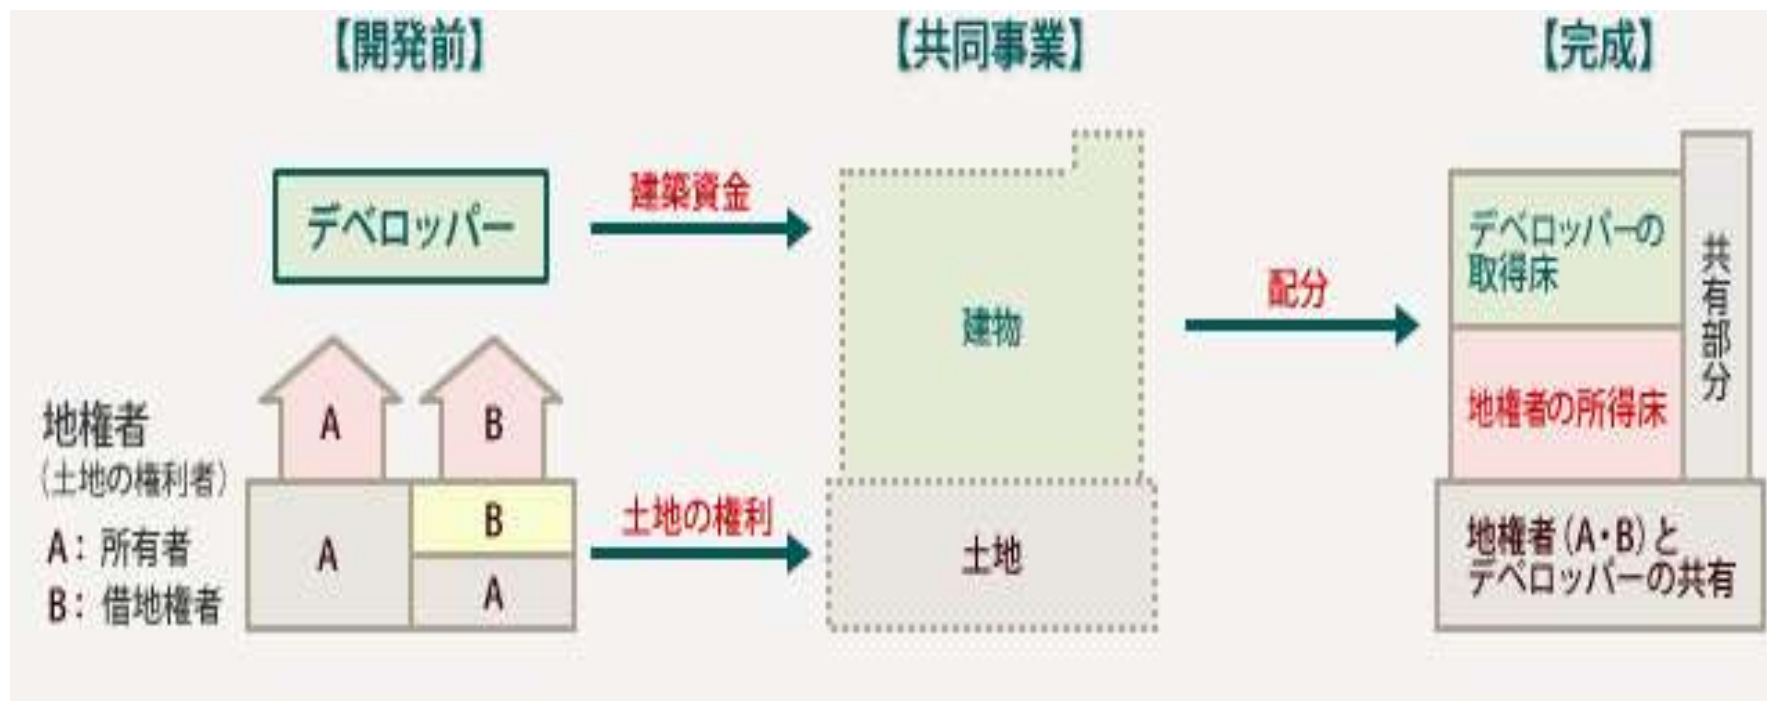 【開発前】
【共同事業】
【完成】
デベロッパー
建築資金
建物
配分
デベロッパーの
取得床
共有部分
地権者の所得床
A
B
地権者
(土地の権利者)
A：所有者
B：借地権者
A
B
A
土地の権利
土地
地権者(A・B)と
デベロッパーの共有